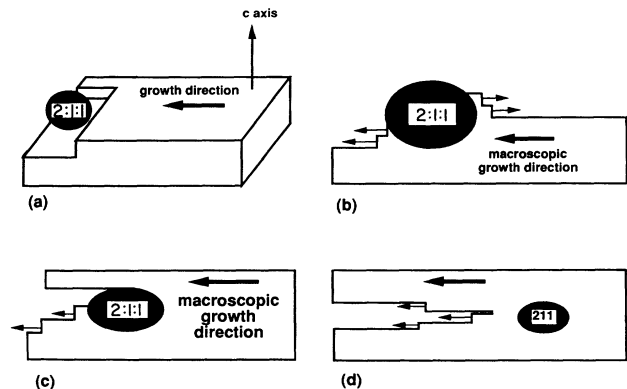 c axis
growth direction
2:1:1
(a)
2:1:1
macroscopic
growth direction
(b)
2:1:1
macroscopic
growth
direction
(c)
211
(d)